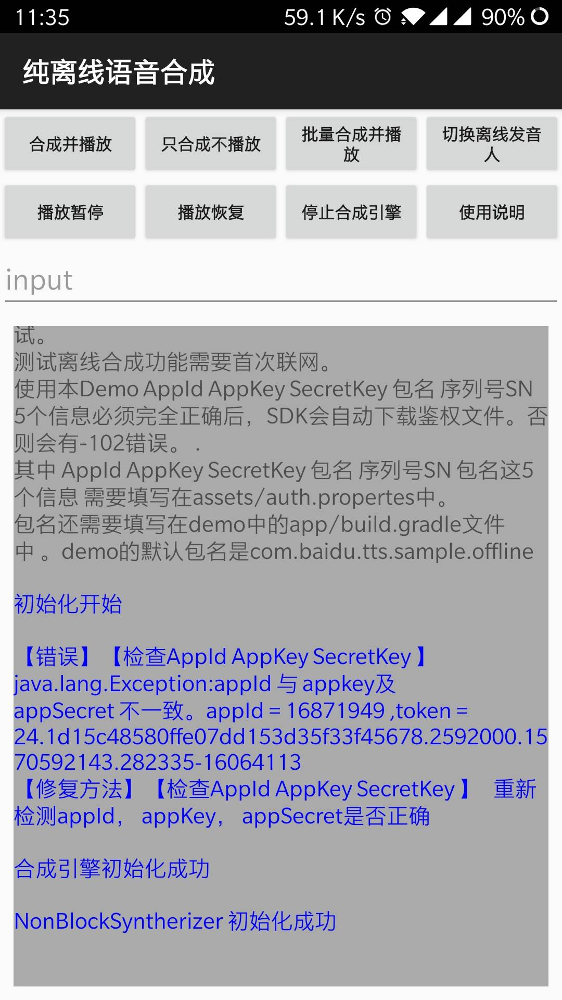 11:35
59.1 K/s
90%
纯离线语音合成
合成并播放
只合成不播放
批量合成并播
放
切换离线发音
人
播放暂停
播放恢复
停止合成引擎
使用说明
input
试。
测试离线合成功能需要首次联网。
使用本Demo AppId AppKey SecretKey 包名 序列号SN
5个信息必须完全正确后，SDK会自动下载鉴权文件。否
则会有-102错误。 .
其中 AppId AppKey SecretKey 包名 序列号SN 包名这5
个信息 需要填写在assets/auth.propertes中。
包名还需要填写在demo中的app/build.gradle文件
中 。demo的默认包名是com.baidu.tts.sample.offline
初始化开始
【错误】【检查AppId AppKey SecretKey 】
java.lang.Exception:appId 与 appkey及
appSecret 不一致。appId = 16871949 ,token =
24.1d15c48580ffe07dd153d35f33f45678.2592000.15
70592143.282335-16064113
【修复方法】【检查AppId AppKey SecretKey 】  重新
检测appId， appKey， appSecret是否正确
合成引擎初始化成功
NonBlockSyntherizer 初始化成功